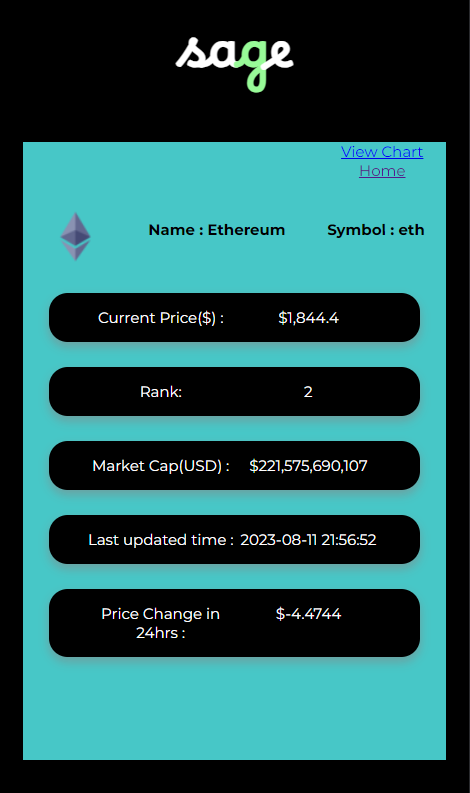 sage
View Chart
Home
Name : Ethereum Symbol : eth
Current Price($) : $1,844.4
Rank: 2
Market Cap(USD) : $221,575,690,107
Last updated time : 2023-08-11 21:56:52
Price Change in $-4.4744
24hrs :